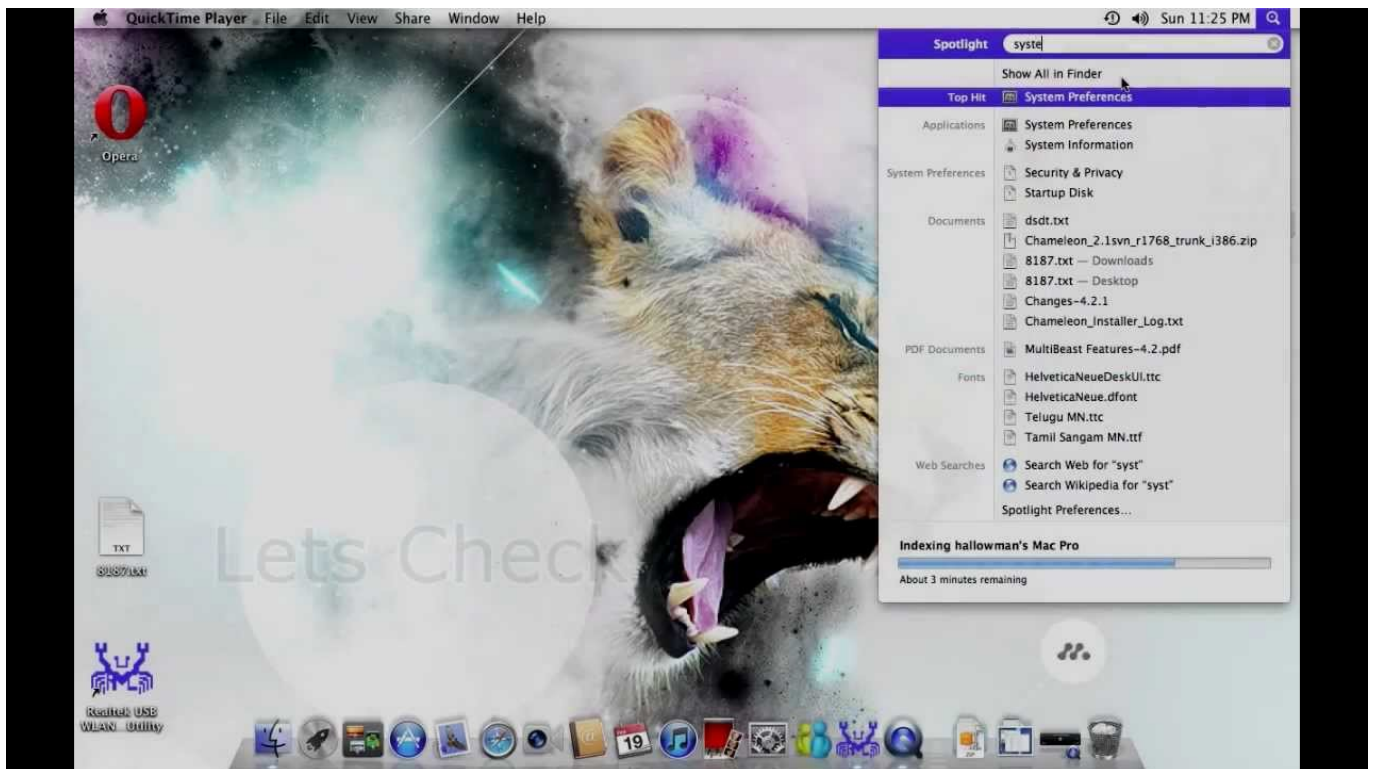 QuickTime Player File Edit View Share Window Help
Sun 11:25 PM
Spotlight syste
Show All in Finder
Top Hit System Preferences
Applications System Preferences
System Information
System Preferences Security & Privacy
Startup Disk
Documents dsdt.txt
Chameleon_2.1svn_r1768_trunk_i386.zip
8187.txt — Downloads
8187.txt — Desktop
Changes-4.2.1
Chameleon_Installer_Log.txt
PDF Documents MultiBeast Features-4.2.pdf
Fonts HelveticaNeueDeskUI.ttc
HelveticaNeue.dfont
Telugu MN.ttc
Tamil Sangam MN.ttf
Web Searches Search Web for "syst"
Search Wikipedia for "syst"
Spotlight Preferences...
Indexing hallowman's Mac Pro
About 3 minutes remaining
Opera
Lets Check
TXT
8187.txt
Realtek USB
WLAN... Utility
19
ZIP